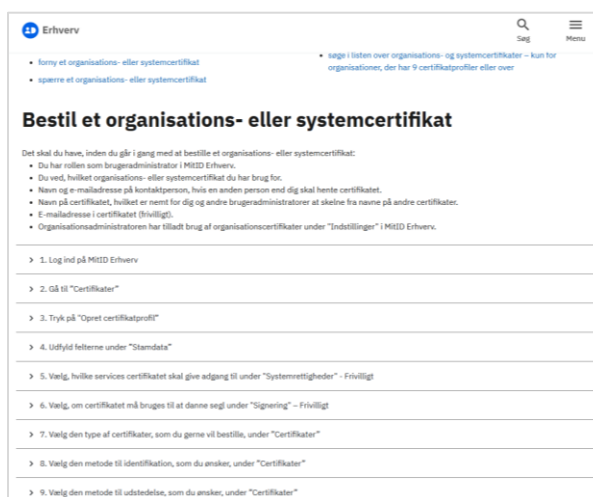 Erhverv
Søg
Menu
forny et organisations- eller systemcertifikat
spærre et organisations- eller systemcertifikat
søge i listen over organisations- og systemcertifikater – kun for
organisationer, der har 9 certifikatprofiler eller over
Bestil et organisations- eller systemcertifikat
Det skal du have, inden du går i gang med at bestille et organisations- eller systemcertifikat:
Du har rollen som brugeradministrator i MitID Erhverv.
Du ved, hvilket organisations- eller systemcertifikat du har brug for.
Navn og e-mailadresse på kontaktperson, hvis en anden person end dig skal hente certifikatet.
Navn på certifikatet, hvilket er nemt for dig og andre brugeradministratorer at skelne fra navne på andre certifikater.
E-mailadresse i certifikatet (frivilligt).
Organisationsadministratoren har tilladt brug af organisationscertifikater under "Indstillinger" i MitID Erhverv.
1. Log ind på MitID Erhverv
2. Gå til "Certifikater"
3. Tryk på "Opret certifikatprofil"
4. Udfyld felterne under "Stamdata"
5. Vælg, hvilke services certifikatet skal give adgang til under "Systemrettigheder" - Frivilligt
6. Vælg, om certifikatet må bruges til at danne segl under "Signering" – Frivilligt
7. Vælg den type af certifikater, som du gerne vil bestille, under "Certifikater"
8. Vælg den metode til identifikation, som du ønsker, under "Certifikater"
9. Vælg den metode til udstedelse, som du ønsker, under "Certifikater"